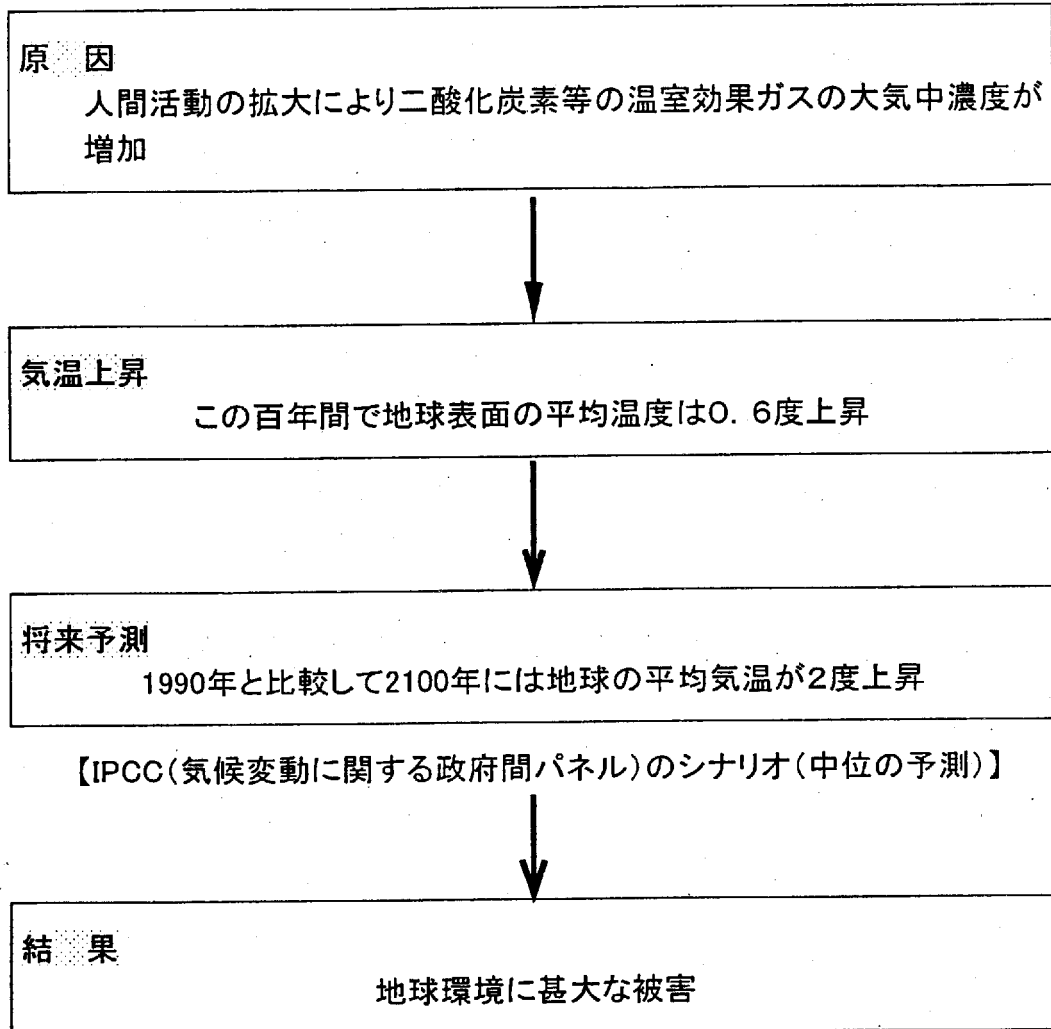 原　因
人間活動の拡大により二酸化炭素等の温室効果ガスの大気中濃度が
増加
気温上昇
この百年間で地球表面の平均温度は0．6度上昇
将来予測
1990年と比較して2100年には地球の平均気温が2度上昇
【IPCC(気候変動に関する政府間パネル)のシナリオ(中位の予測)】
結　果
地球環境に甚大な被害